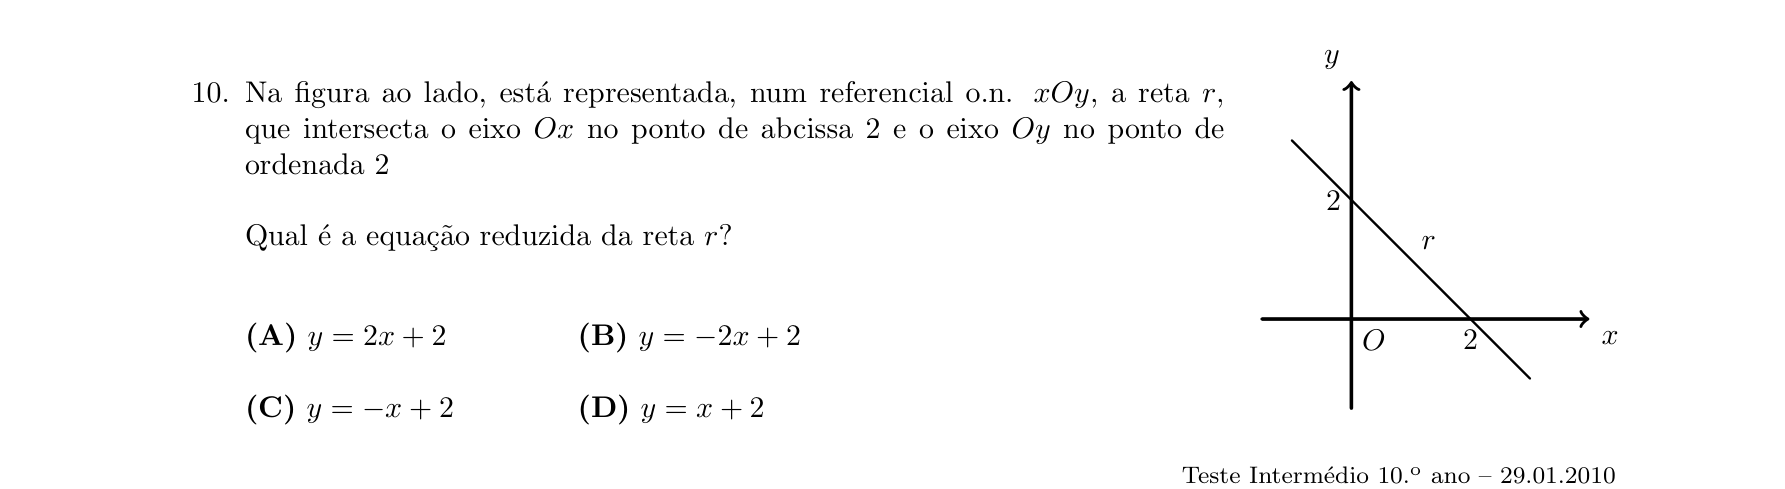 10. Na figura ao lado, está representada, num referencial o.n. xOy, a reta r,
que intersecta o eixo Ox no ponto de abcissa 2 e o eixo Oy no ponto de
ordenada 2
Qual é a equação reduzida da reta r?
(A) y = 2x + 2 (B) y = −2x + 2
(C) y = −x + 2 (D) y = x + 2
y
2
r
O
2
x
Teste Intermédio 10.º ano – 29.01.2010